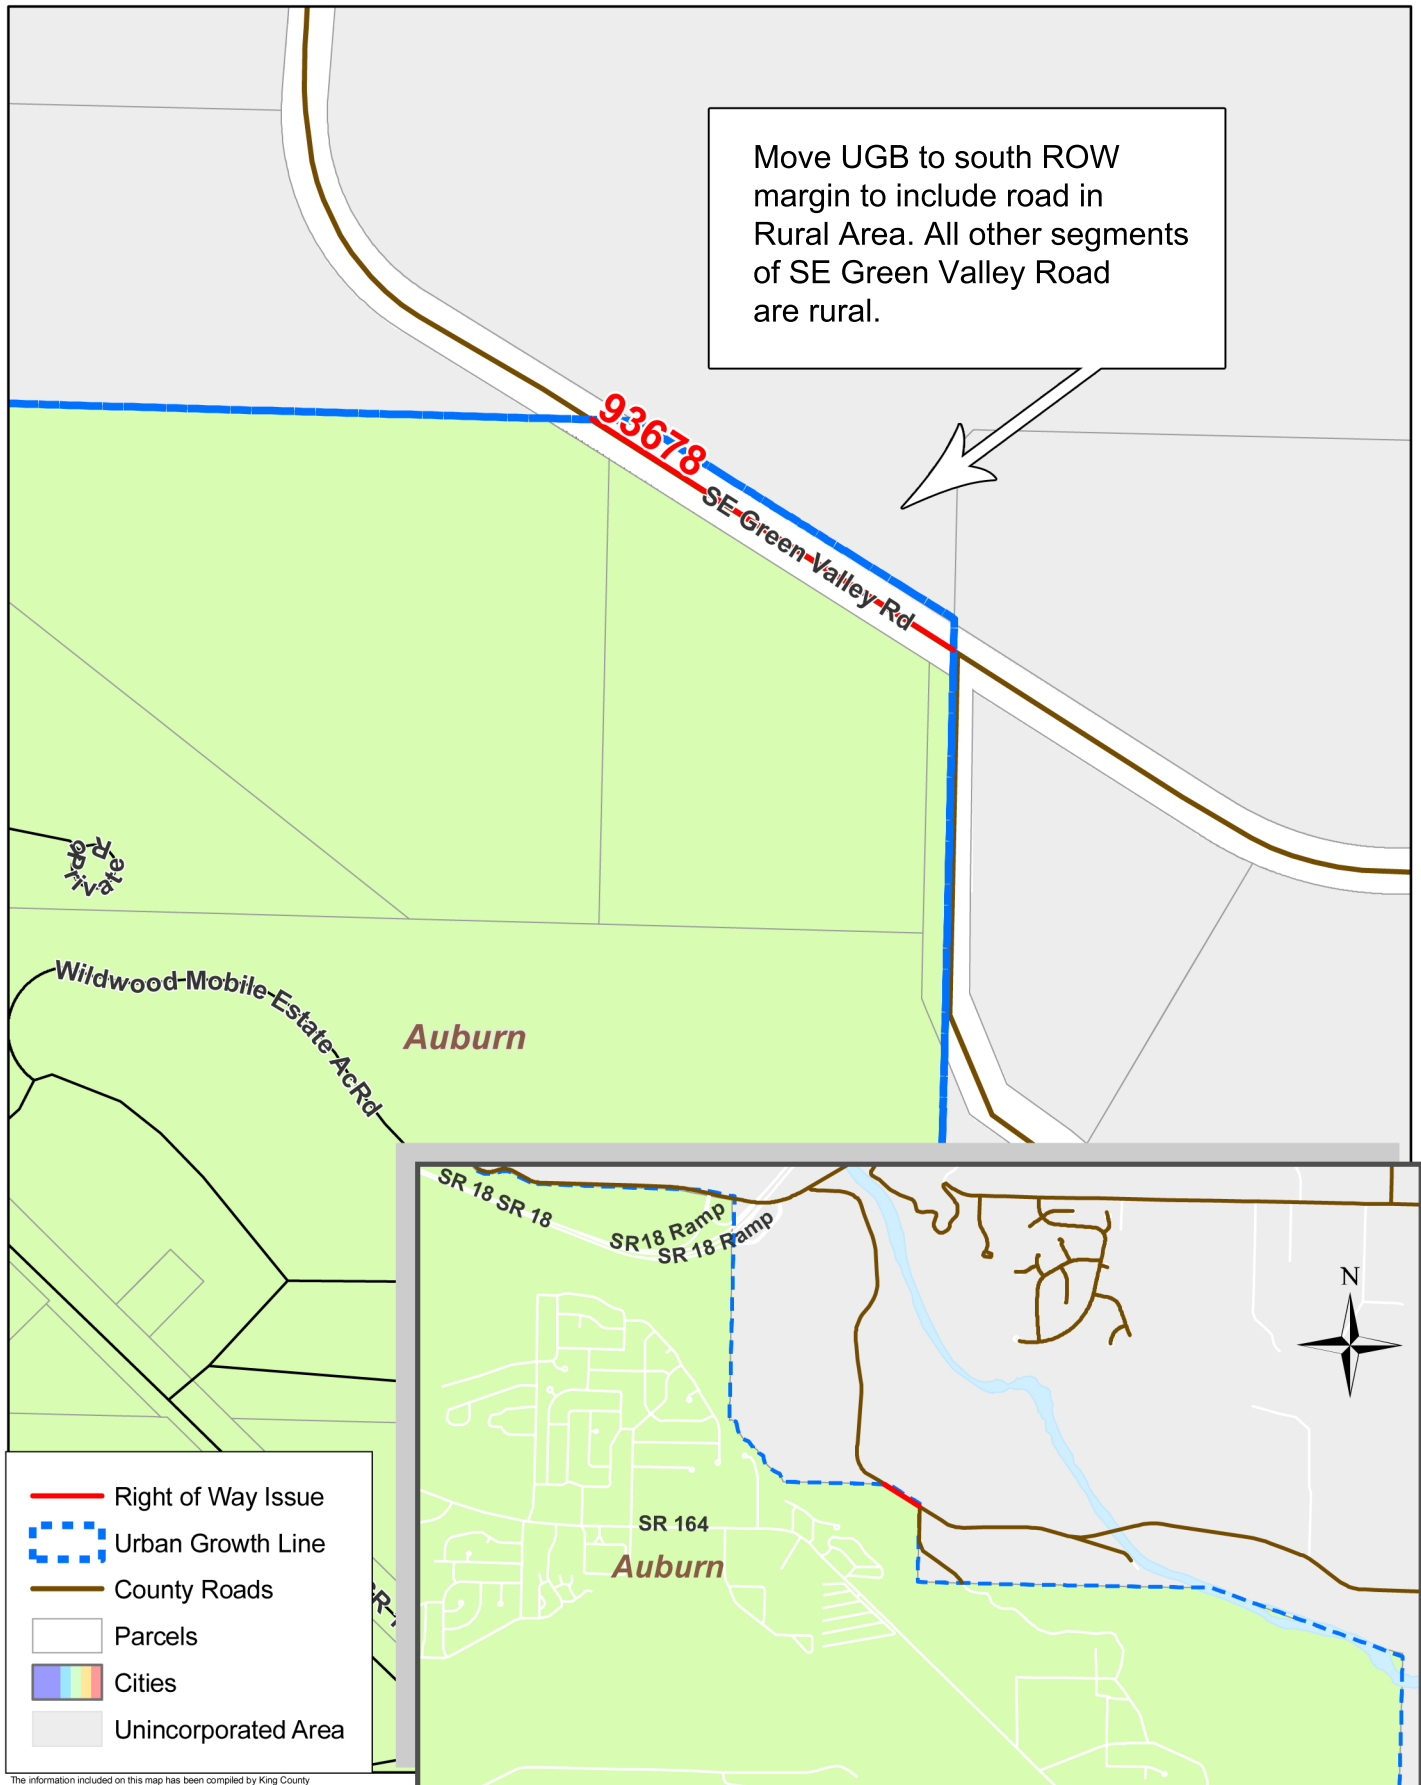 Move UGB to south ROW
margin to include road in
Rural Area. All other segments
of SE Green Valley Road
are rural.
93678
SE Green Valley Rd
Private Rd
Wildwood Mobile Estate AcRd
Auburn
SR 18 SR 18
SR18 Ramp
SR 18 Ramp
N
SR 164
Auburn
Right of Way Issue
Urban Growth Line
County Roads
Parcels
Cities
Unincorporated Area
The information included on this map has been compiled by King County